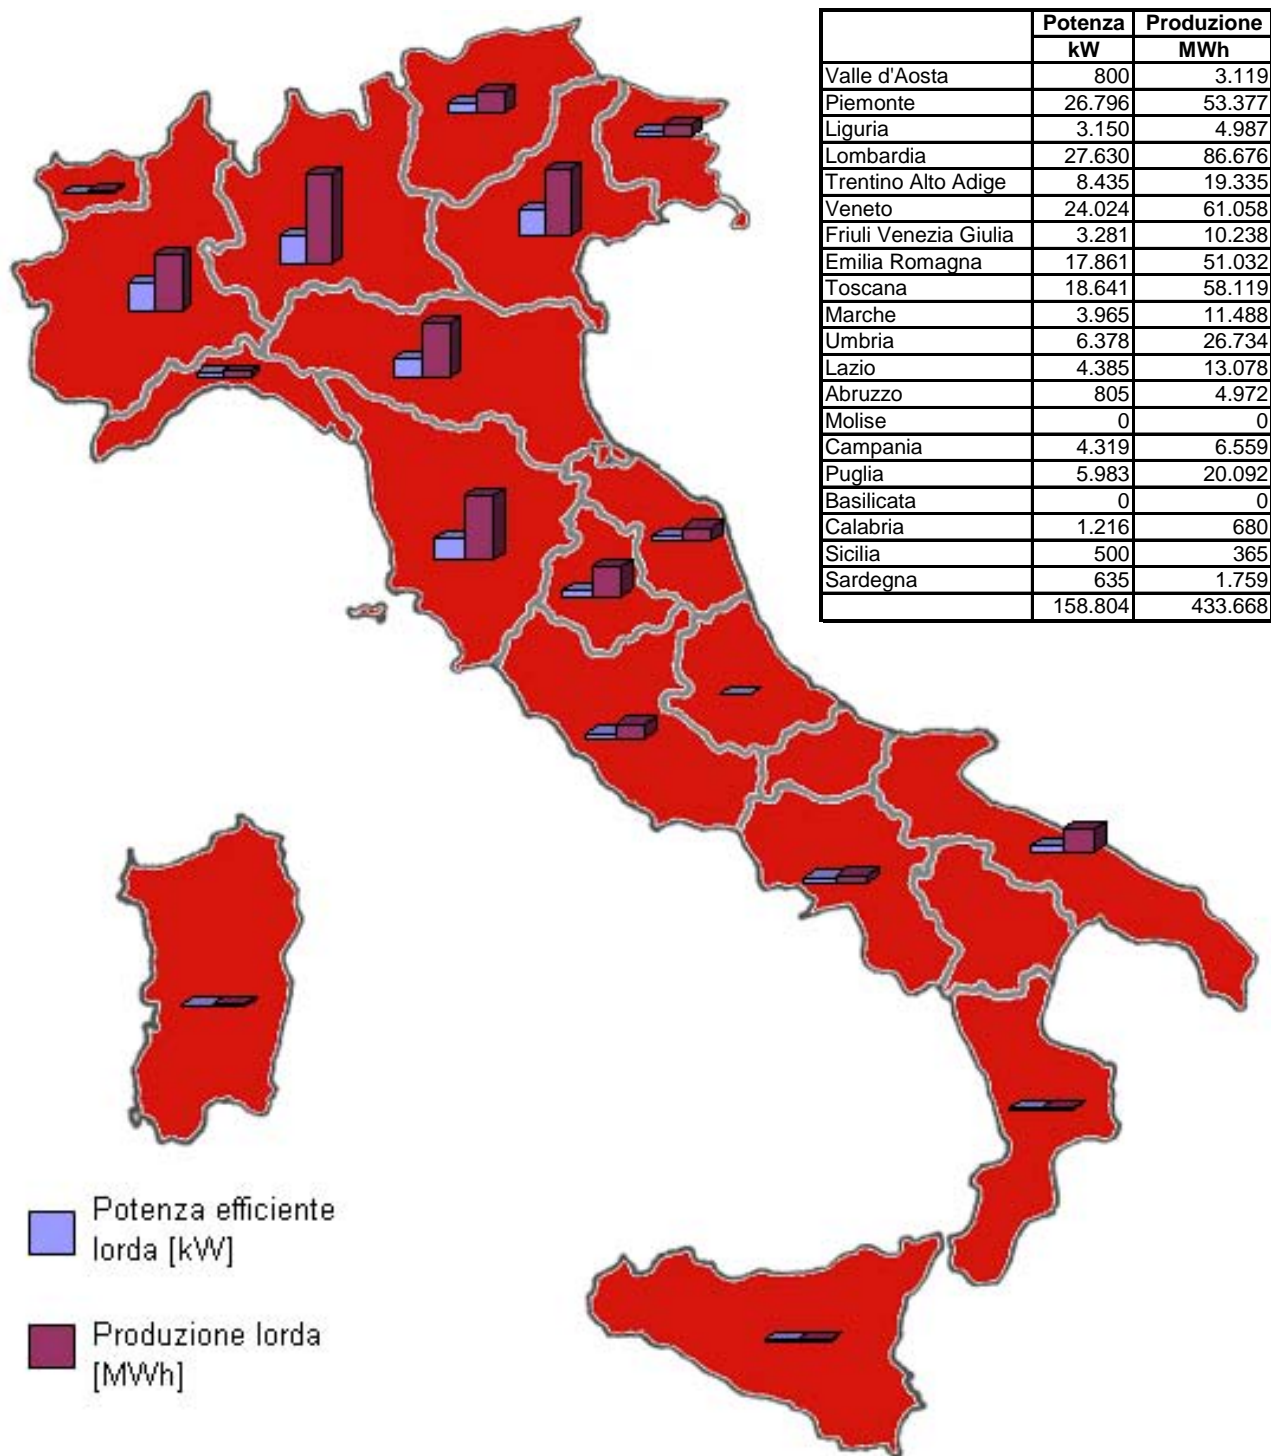 Potenza Produzione
kW MWh
Valle d'Aosta 800 3.119
Piemonte 26.796 53.377
Liguria 3.150 4.987
Lombardia 27.630 86.676
Trentino Alto Adige 8.435 19.335
Veneto 24.024 61.058
Friuli Venezia Giulia 3.281 10.238
Emilia Romagna 17.861 51.032
Toscana 18.641 58.119
Marche 3.965 11.488
Umbria 6.378 26.734
Lazio 4.385 13.078
Abruzzo 805 4.972
Molise 0 0
Campania 4.319 6.559
Puglia 5.983 20.092
Basilicata 0 0
Calabria 1.216 680
Sicilia 500 365
Sardegna 635 1.759
158.804 433.668
Potenza efficiente
lorda [kW]
Produzione lorda
[MWh]